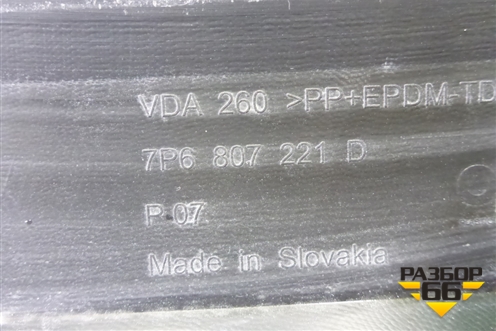 VDA 260 >PP+EPDM-TD
7P6 807 221 D
P 07
Made in Slovakia
РАЗБОР
66